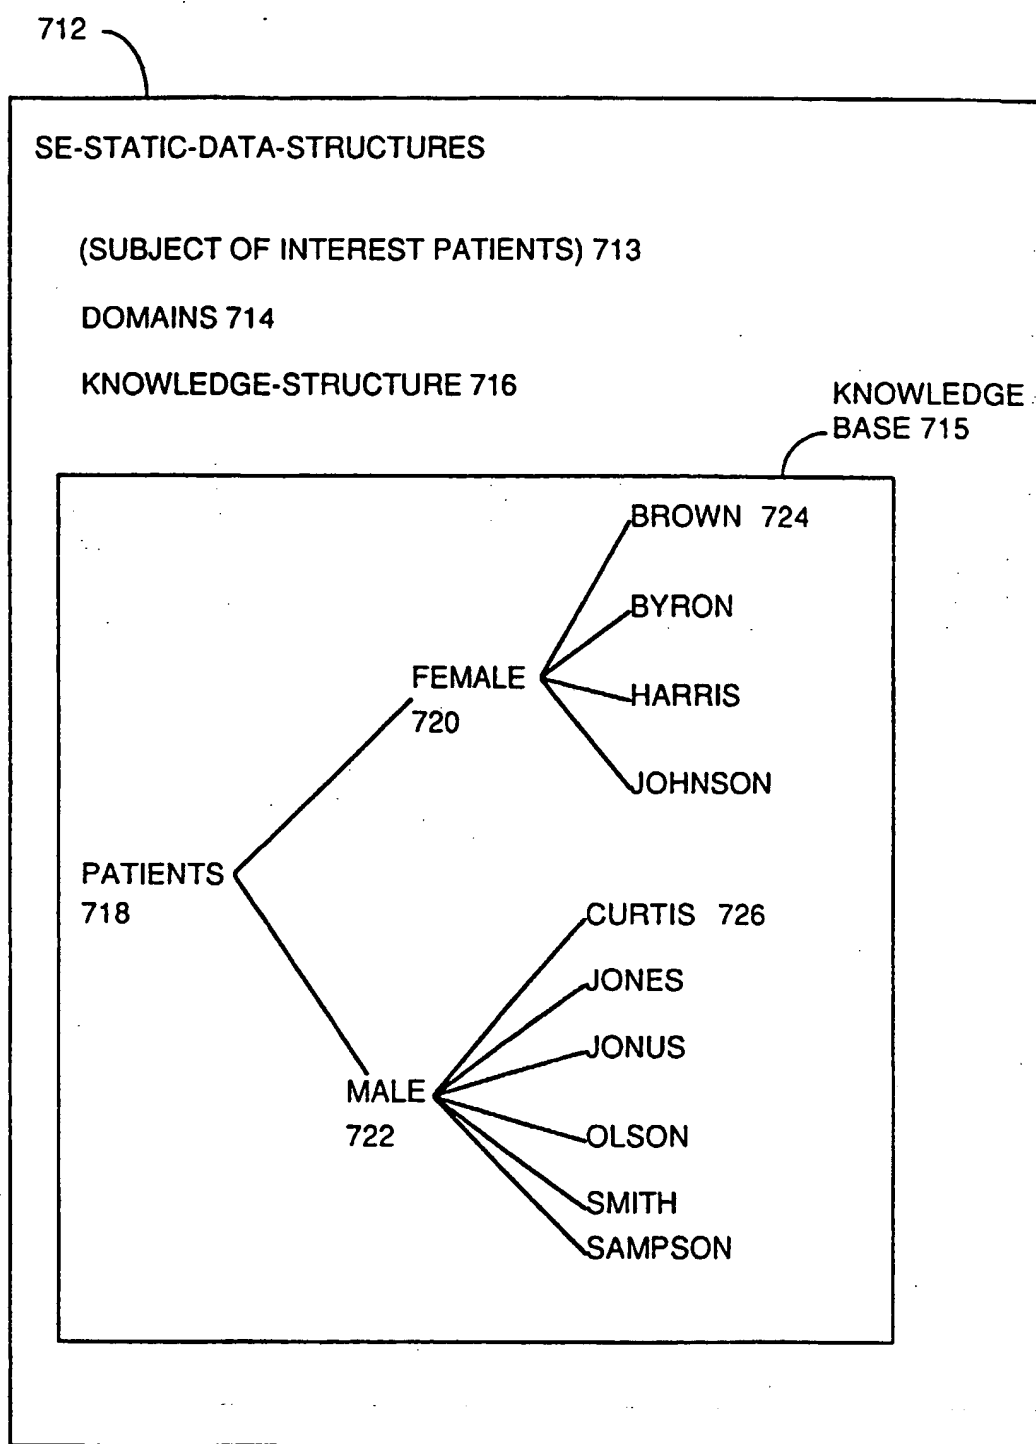 712
SE-STATIC-DATA-STRUCTURES
(SUBJECT OF INTEREST PATIENTS) 713
DOMAINS 714
KNOWLEDGE-STRUCTURE 716
KNOWLEDGE
BASE 715
BROWN 724
BYRON
FEMALE
720
HARRIS
JOHNSON
PATIENTS
718
CURTIS 726
JONES
JONUS
MALE
722
OLSON
SMITH
SAMPSON